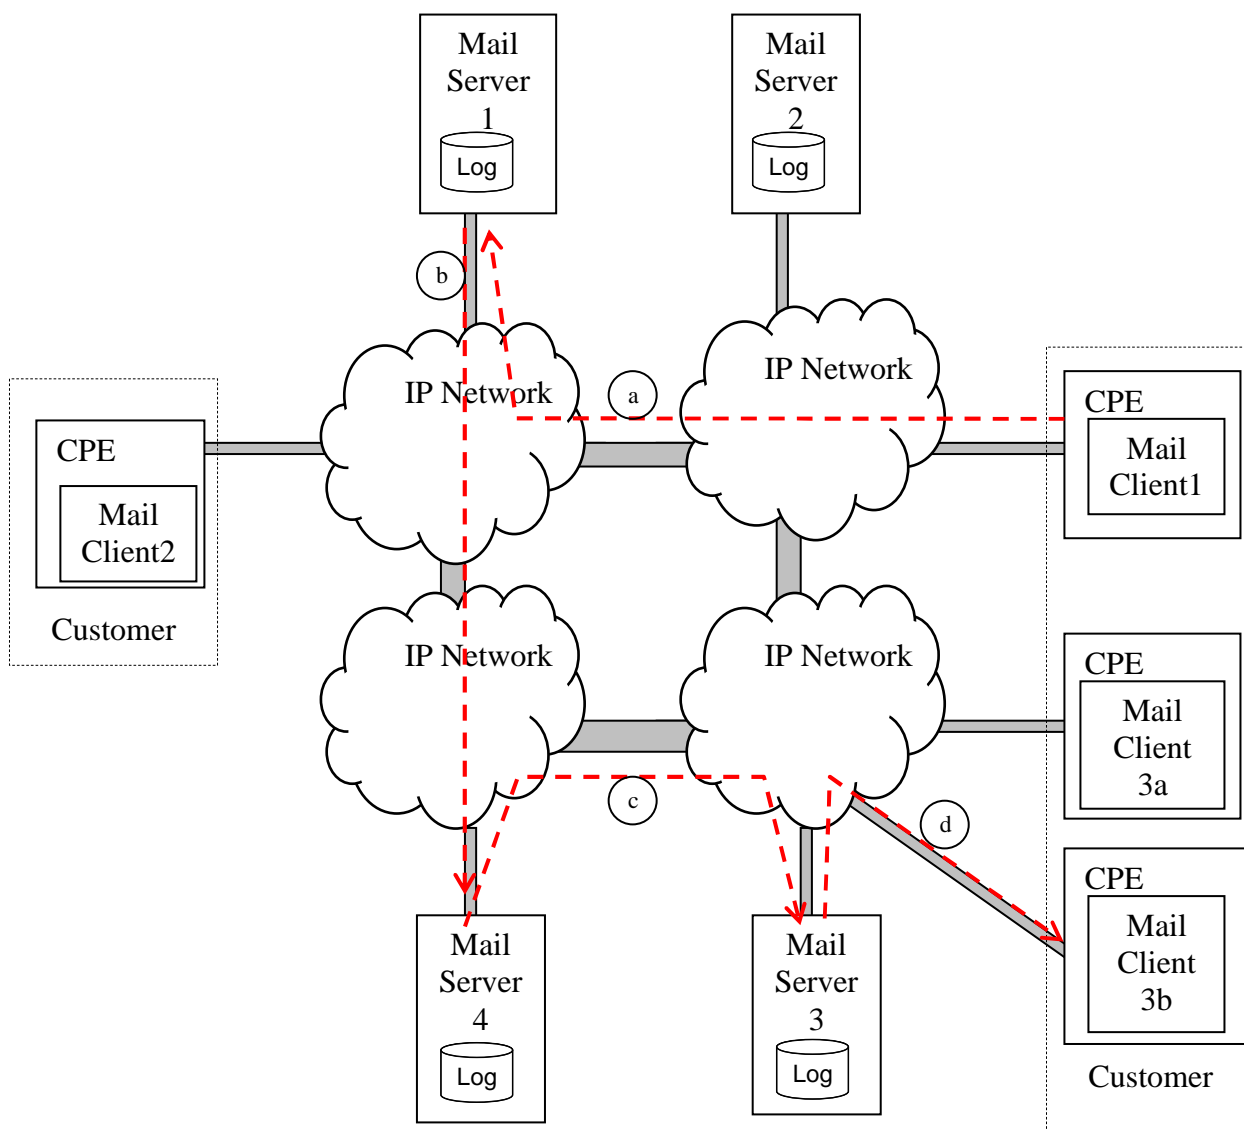 Mail
Server
1
Log
Mail
Server
2
Log
b
IP Network
a
IP Network
CPE
Mail
Client1
CPE
Mail
Client2
Customer
IP Network
IP Network
CPE
Mail
Client
3a
c
d
CPE
Mail
Client
3b
Customer
Mail
Server
4
Log
Mail
Server
3
Log